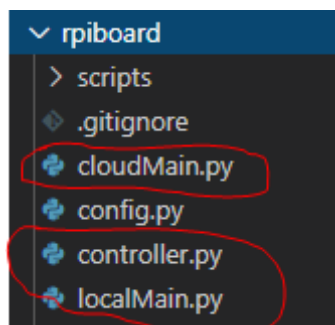 rpiboard
scripts
.gitignore
cloudMain.py
config.py
controller.py
localMain.py